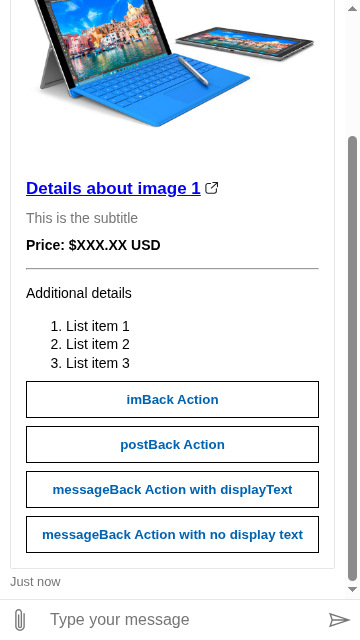 Details about image 1
This is the subtitle
Price: $XXX.XX USD
Additional details
1. List item 1
2. List item 2
3. List item 3
imBack Action
postBack Action
messageBack Action with displayText
messageBack Action with no display text
Just now
Type your message